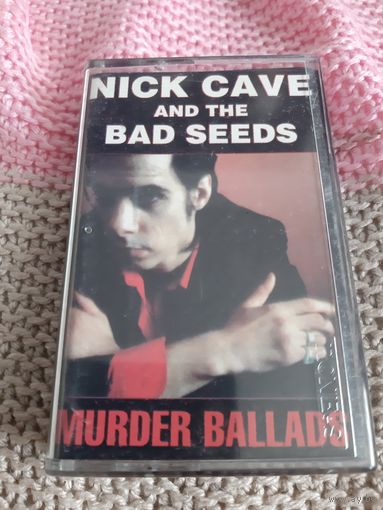 NICK CAVE
AND THE
BAD SEEDS
MURDER BALLADS